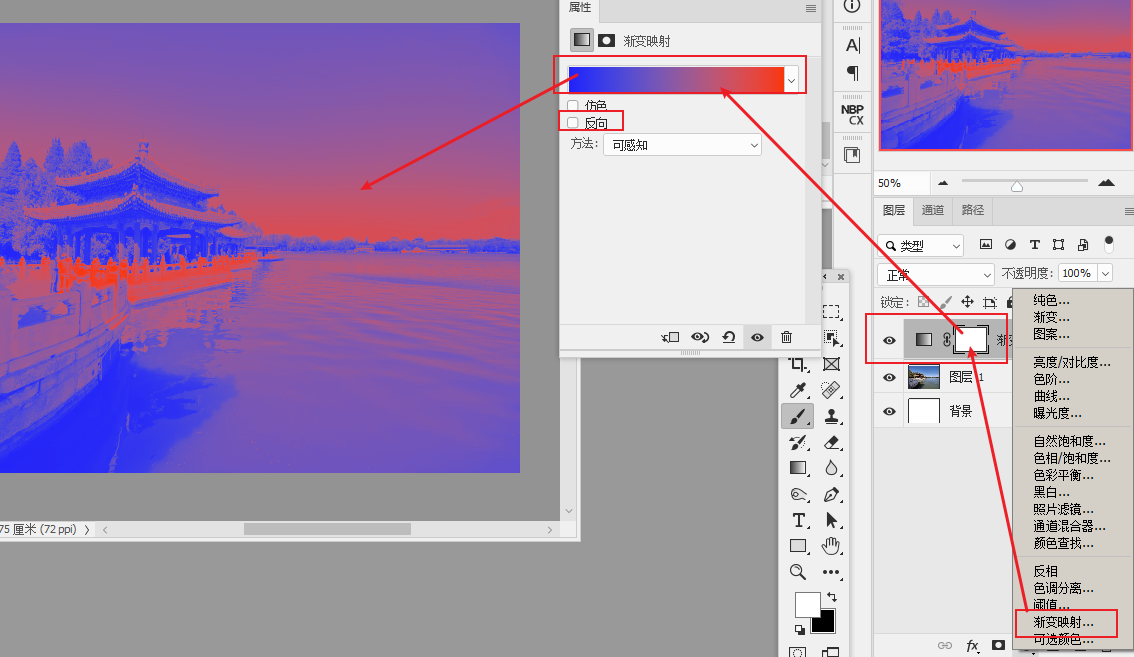 属性
渐变映射
仿色
反向
方法：
可感知
A
NBP
CX
50%
图层
通道
路径
类型
T
正常
不透明度：
100%
锁定：
渐变
图层 1
背景
纯色...
渐变...
图案...
亮度/对比度...
色阶...
曲线...
曝光度...
自然饱和度...
色相/饱和度...
色彩平衡...
黑白...
照片滤镜...
通道混合器...
颜色查找...
反相
色调分离...
阈值...
渐变映射...
可选颜色...
75 厘米 (72 ppi)
T
fx